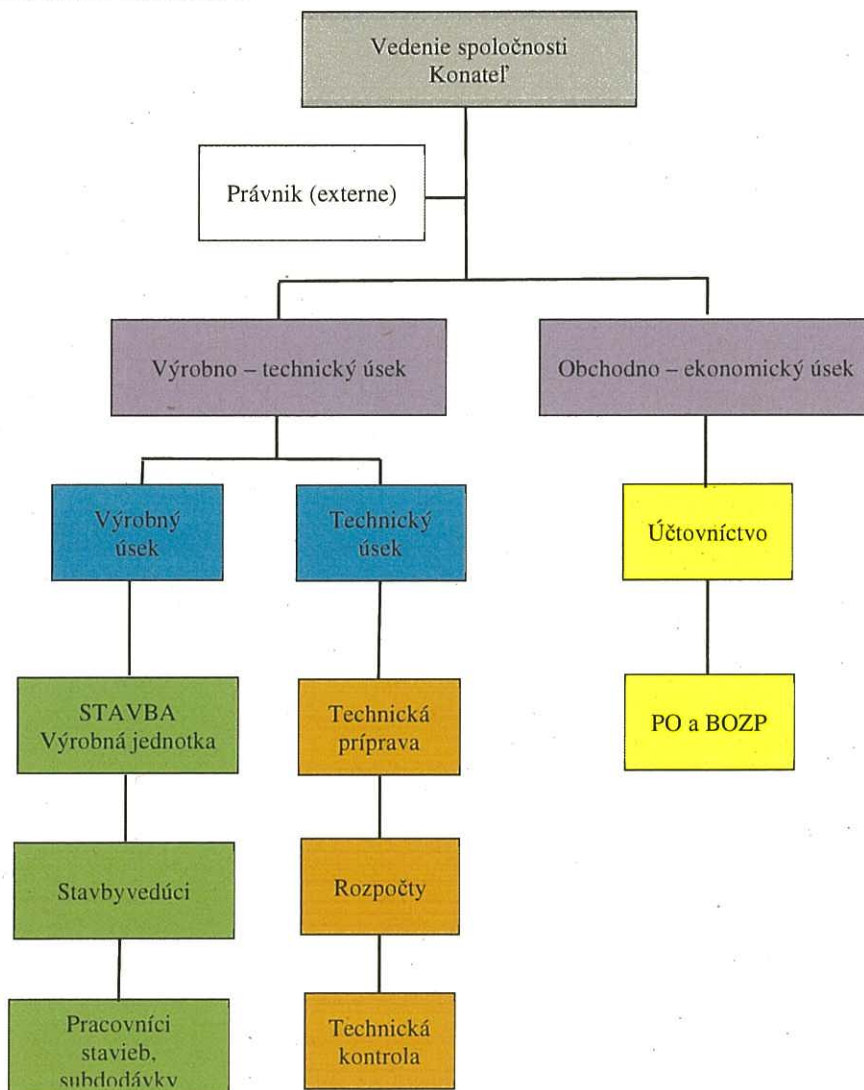 Vedenie spoločnosti
Konateľ
Právnik (externe)
Výrobno – technický úsek
Obchodno – ekonomický úsek
Výrobný
úsek
Technický
úsek
Účtovníctvo
STAVBA
Výrobná jednotka
Technická
príprava
PO a BOZP
Stavbyvedúci
Rozpočty
Pracovníci
stavieb,
subdodávky
Technická
kontrola